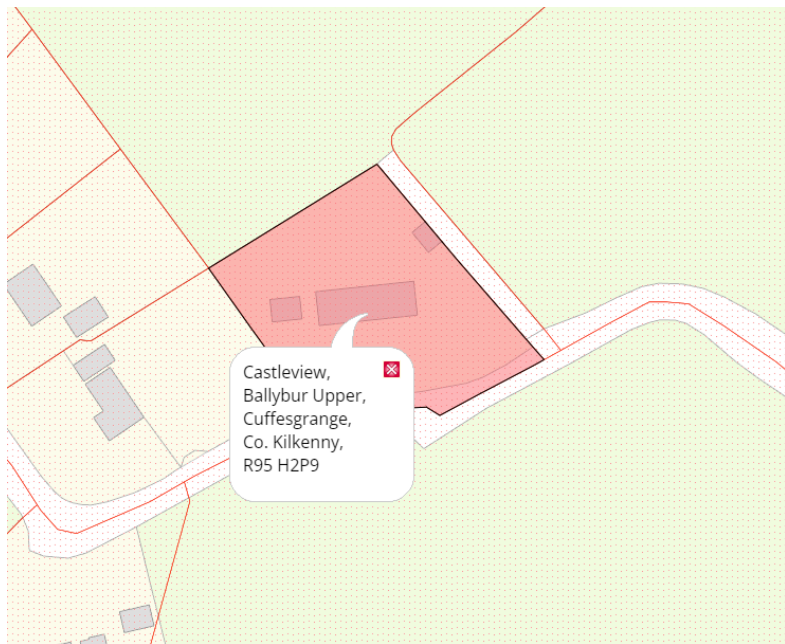 Castleview,
Ballybur Upper,
Cuffesgrange,
Co. Kilkenny,
R95 H2P9